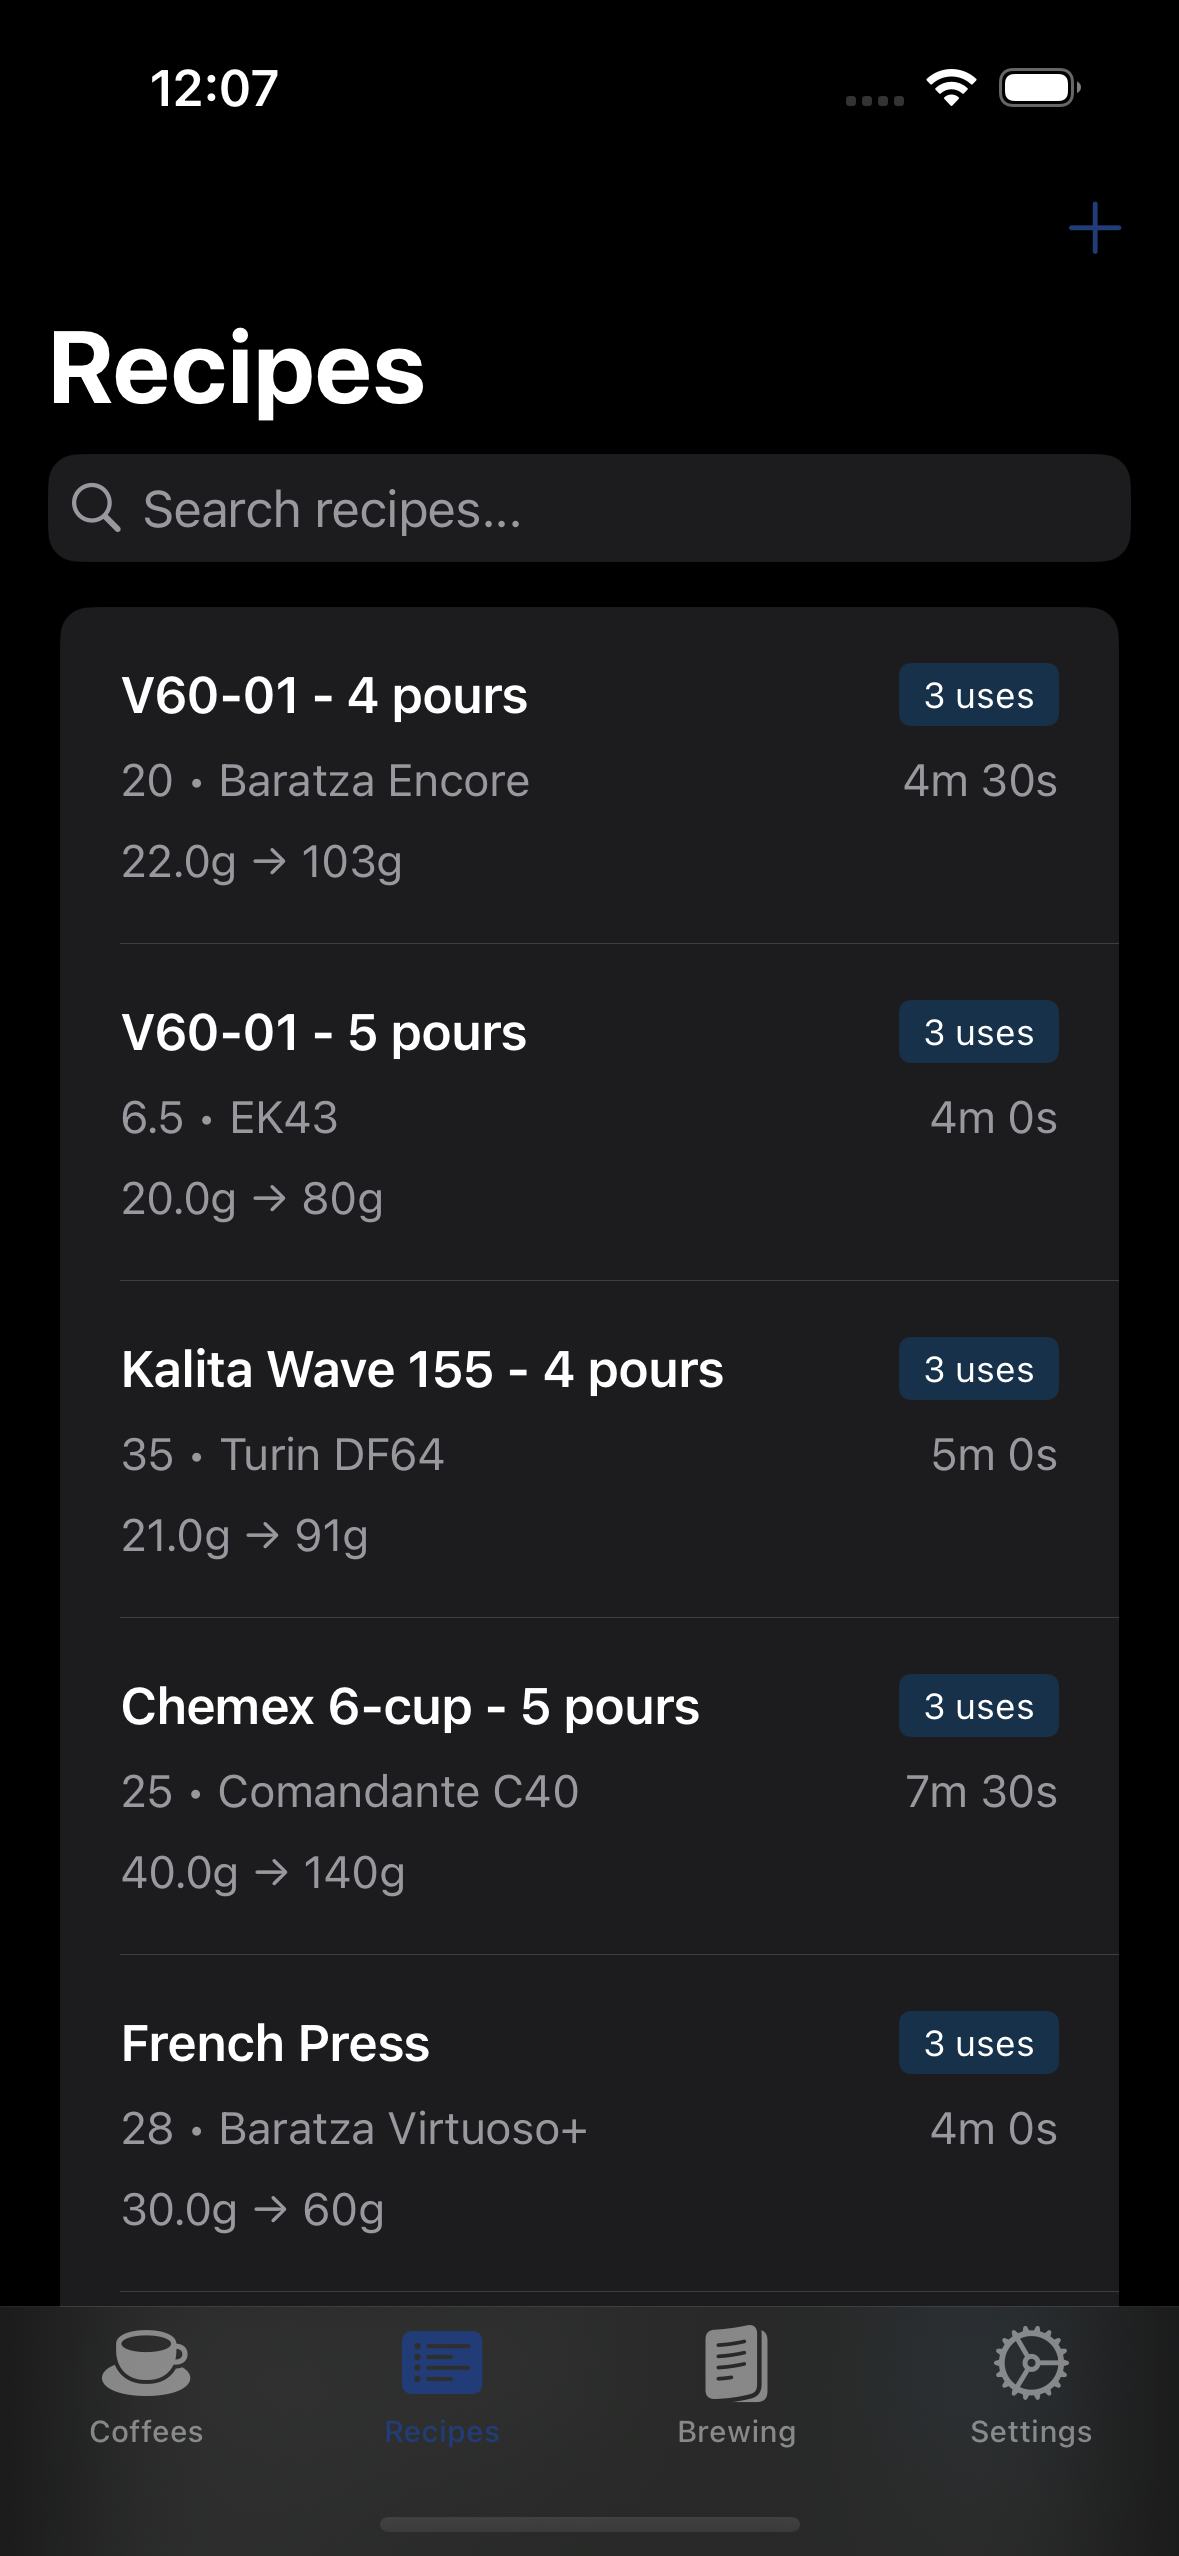 12:07
Recipes
Search recipes...
V60-01 - 4 pours
3 uses
20 • Baratza Encore
4m 30s
22.0g → 103g
V60-01 - 5 pours
3 uses
6.5 • EK43
4m 0s
20.0g → 80g
Kalita Wave 155 - 4 pours
3 uses
35 • Turin DF64
5m 0s
21.0g → 91g
Chemex 6-cup - 5 pours
3 uses
25 • Comandante C40
7m 30s
40.0g → 140g
French Press
3 uses
28 • Baratza Virtuoso+
4m 0s
30.0g → 60g
Coffees
Recipes
Brewing
Settings